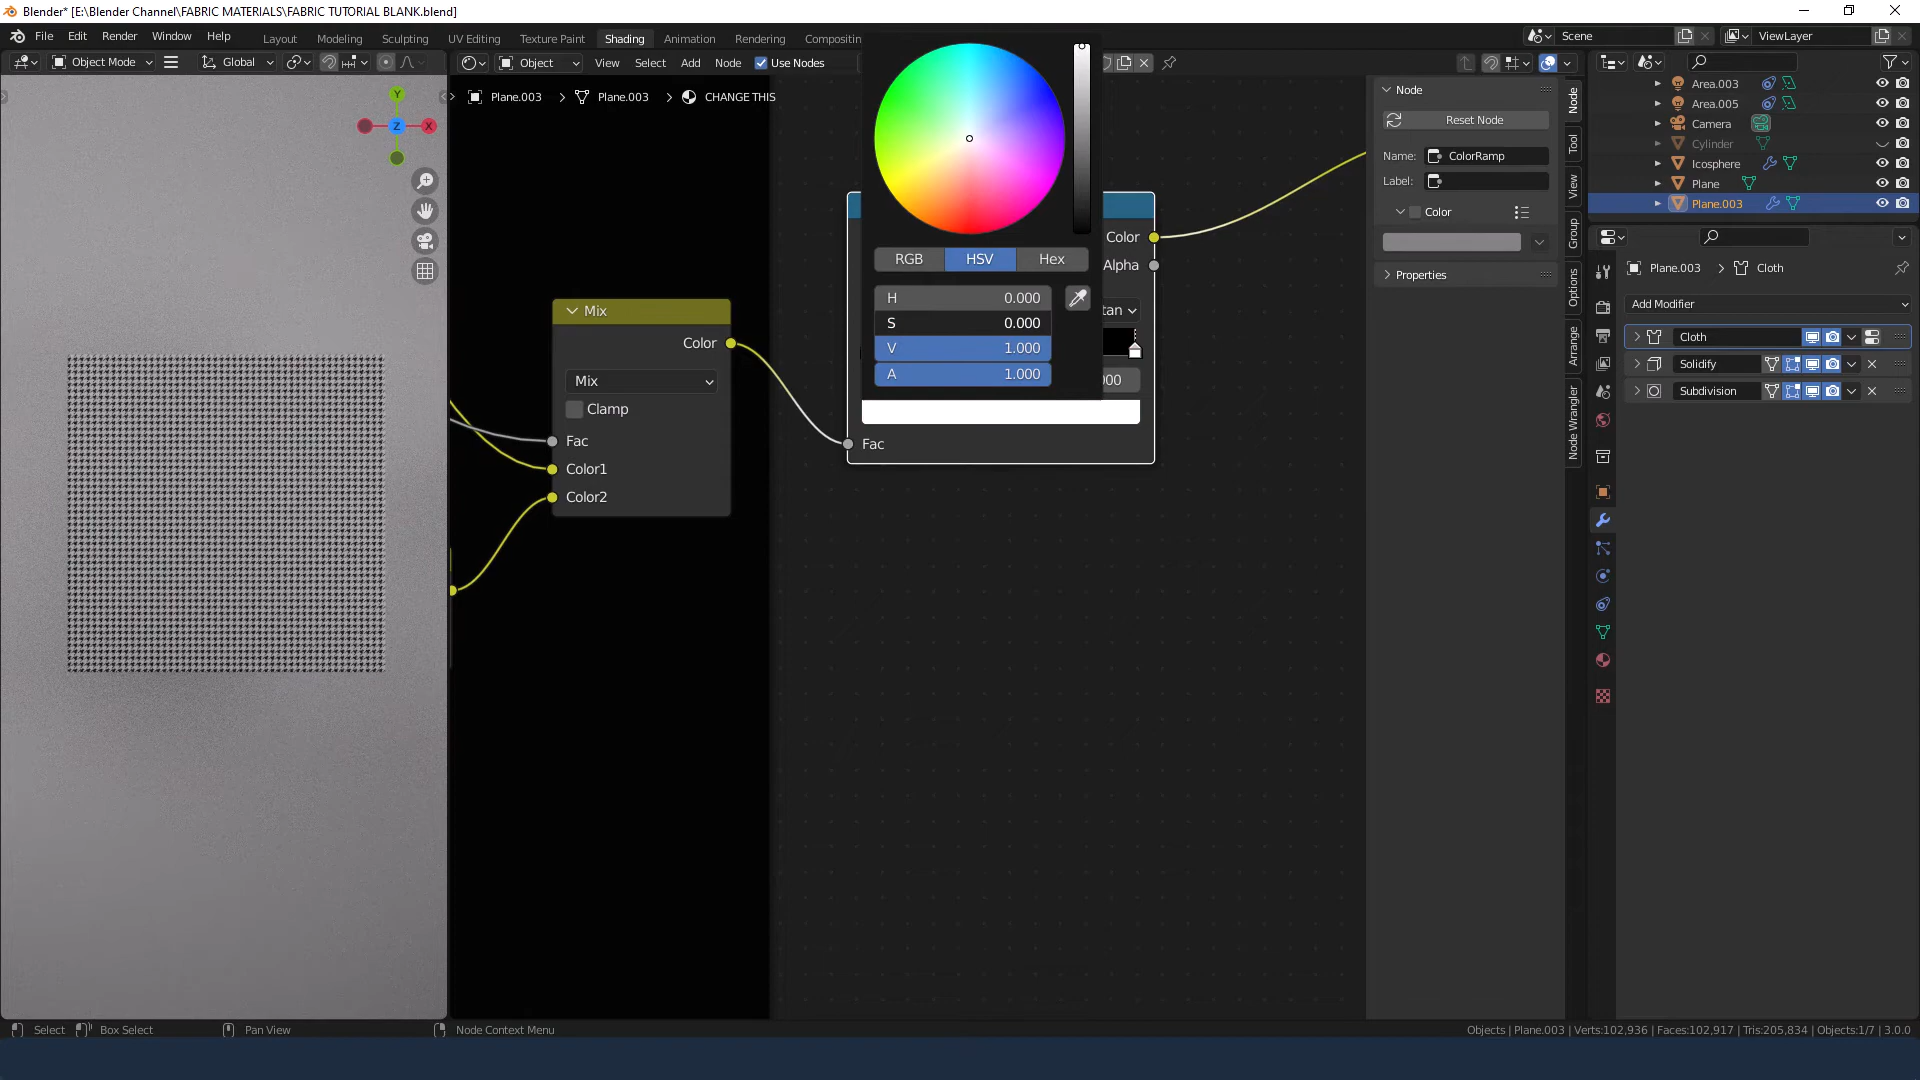 Blender* [E:\Blender Channel\FABRIC MATERIALS\FABRIC TUTORIAL BLANK.blend]
File Edit Render Window Help
Layout Modeling Sculpting UV Editing Texture Paint Shading Animation Rendering
Scene
ViewLayer
Object Mode
Global
Object
View Select Add Node Use Nodes
Plane.003 Plane.003 CHANGE THIS
Y
Z
X
Mix
Color
Mix
Clamp
Fac
Color1
Color2
RGB HSV Hex
H 0.000
S 0.000
V 1.000
A 1.000
Color
Alpha
Fac
Node
Reset Node
Name: ColorRamp
Label:
Color
Properties
Node
Tool
View
Group
Options
Arrange
Node Wrangler
Area.003
Area.005
Camera
Cylinder
Icosphere
Plane
Plane.003
Plane.003 Cloth
Add Modifier
Cloth
Solidify
Subdivision
Select Box Select Pan View Node Context Menu
Objects | Plane.003 | Verts:102,936 | Faces:102,917 | Tris:205,834 | Objects:1/7 | 3.0.0